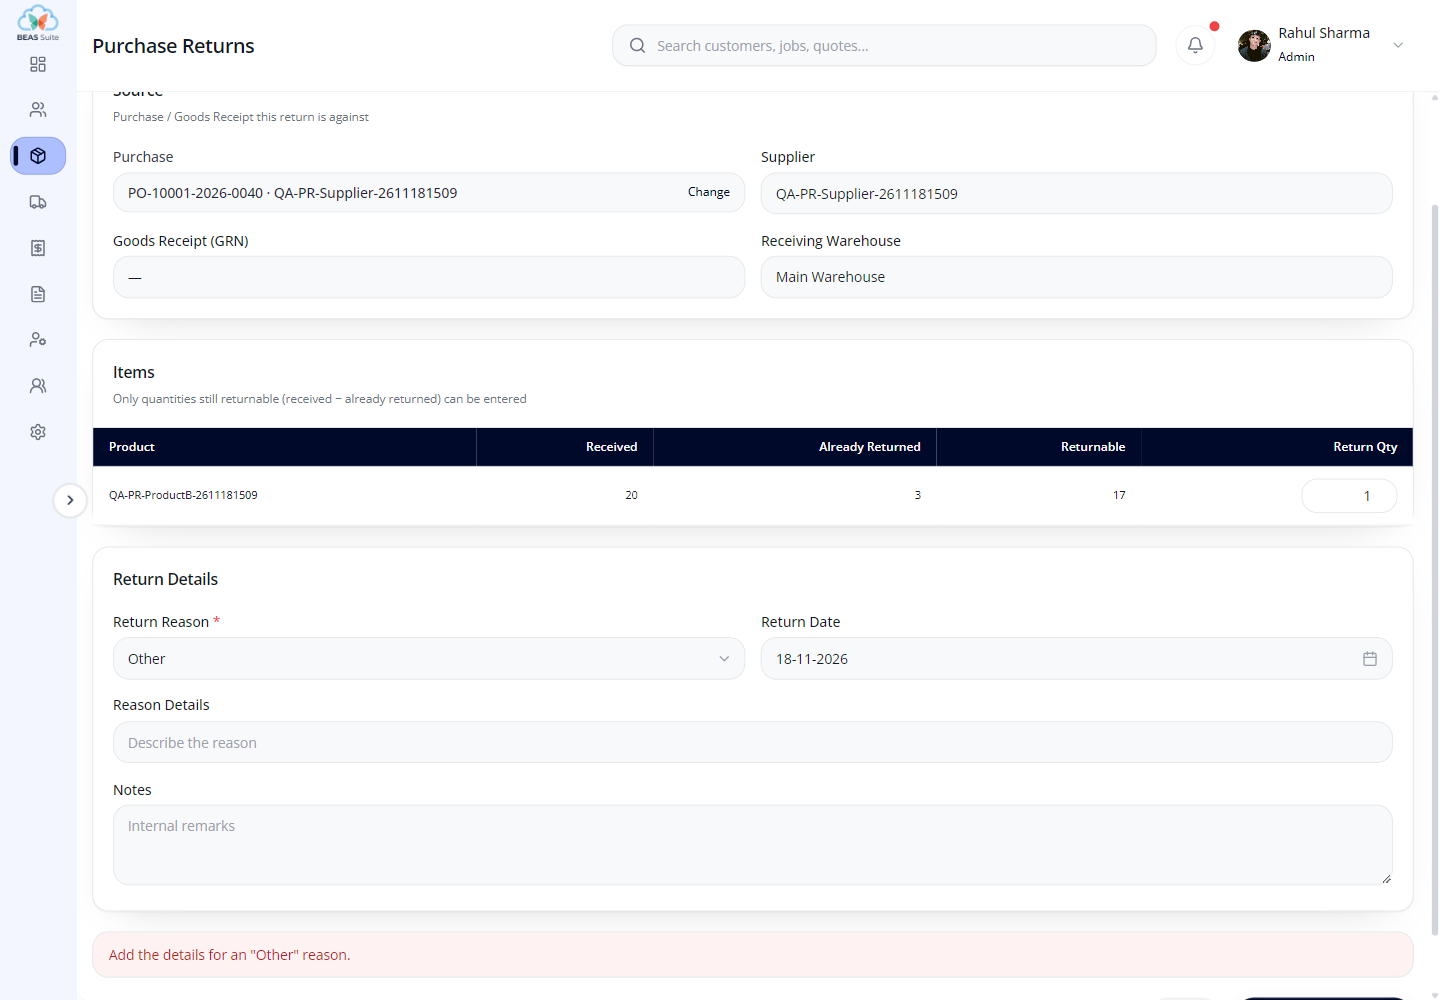 BEAS Suite
Purchase Returns
Search customers, jobs, quotes...
Rahul Sharma
Admin
Source
Purchase / Goods Receipt this return is against
Purchase
Supplier
PO-10001-2026-0040 · QA-PR-Supplier-2611181509
Change
QA-PR-Supplier-2611181509
Goods Receipt (GRN)
Receiving Warehouse
—
Main Warehouse
Items
Only quantities still returnable (received − already returned) can be entered
Product Received Already Returned Returnable Return Qty
QA-PR-ProductB-2611181509 20 3 17 1
Return Details
Return Reason *
Return Date
Other
18-11-2026
Reason Details
Describe the reason
Notes
Internal remarks
Add the details for an "Other" reason.